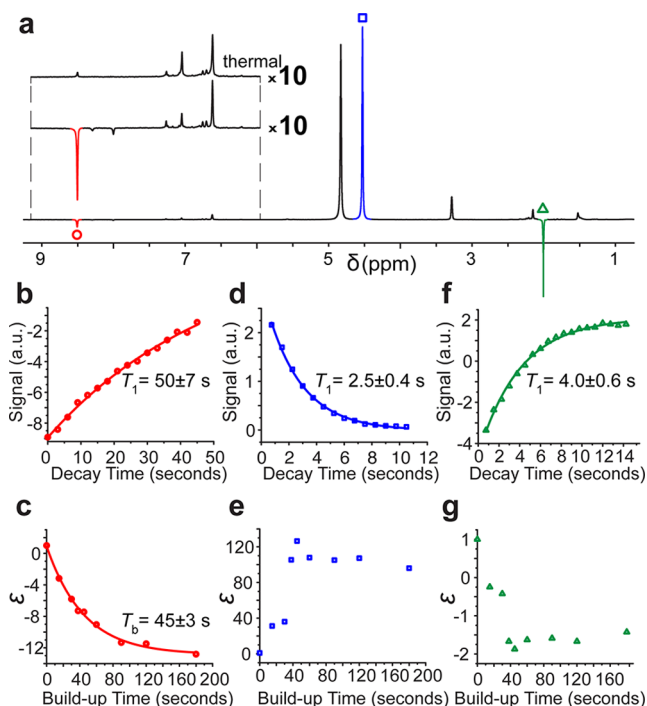 a
thermal
×10
×10
9 7 5 3 1
δ(ppm)
b
Signal (a.u.)
-2
-4
-6
-8
T1 = 50±7 s
0 10 20 30 40 50
Decay Time (seconds)
d
Signal (a.u.)
2
1
0
T1 = 2.5±0.4 s
0 2 4 6 8 10 12
Decay Time (seconds)
f
Signal (a.u.)
2
0
-2
-4
T1 = 4.0±0.6 s
0 2 4 6 8 10 12 14
Decay Time (seconds)
c
ε
0
-4
-8
-12
Tb = 45±3 s
0 40 80 120 160 200
Build-up Time (seconds)
e
ε
120
80
40
0
0 40 80 120 160 200
Build-up Time (seconds)
g
ε
1
0
-1
-2
0 40 80 120 160
Build-up Time (seconds)